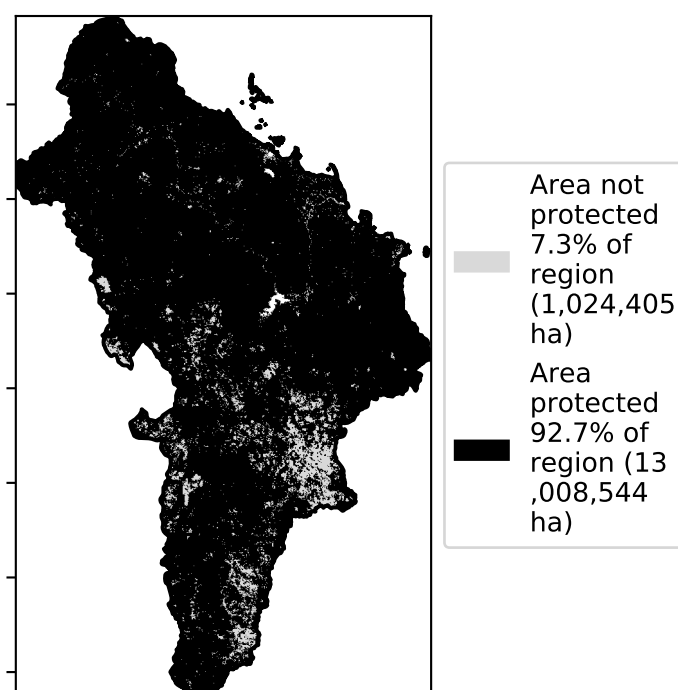 Area not
protected
7.3% of
region
(1,024,405
ha)
Area
protected
92.7% of
region (13
,008,544
ha)